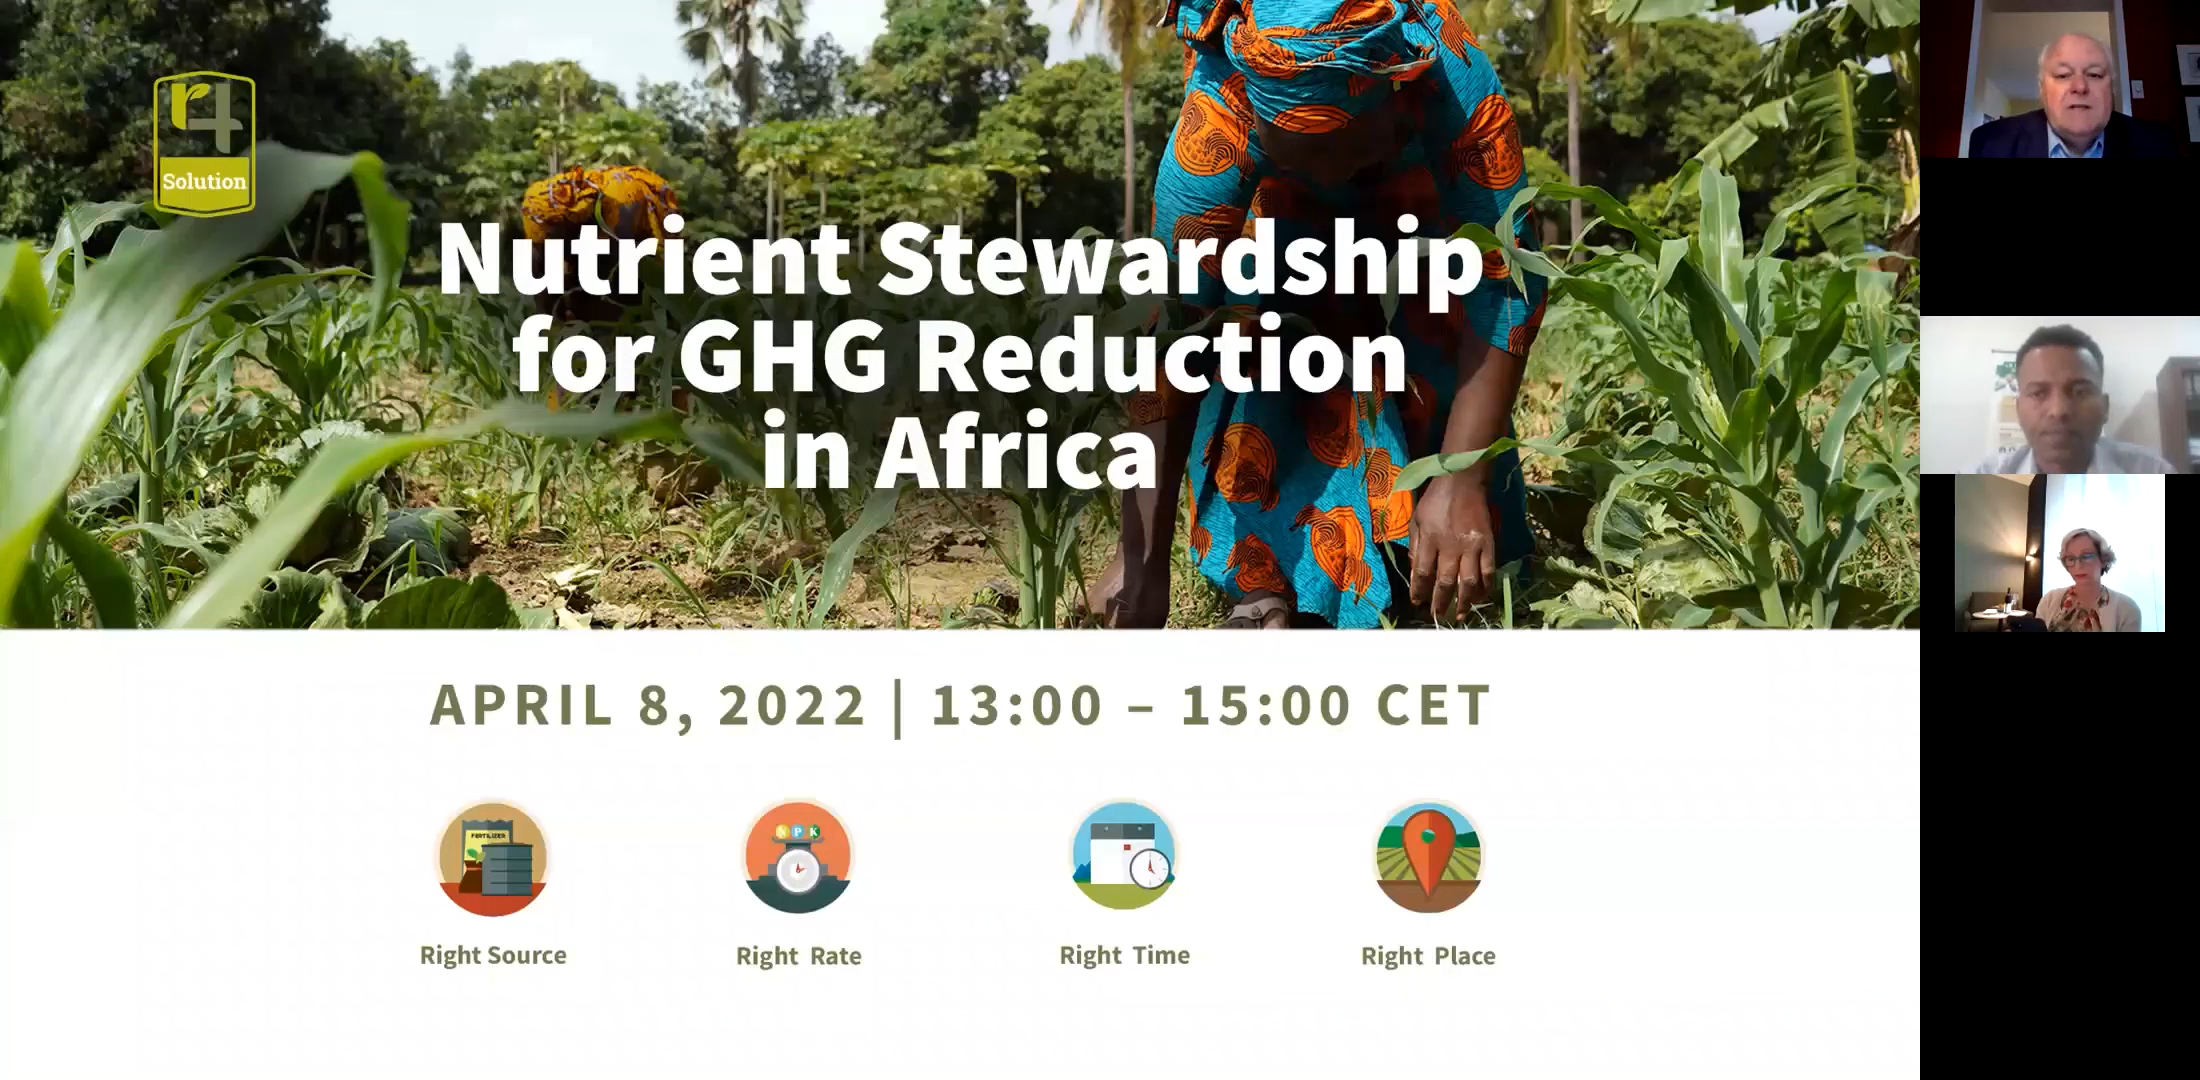 r4
Solution
Nutrient Stewardship
for GHG Reduction
in Africa
APRIL 8, 2022 | 13:00 – 15:00 CET
FERTILIZER
N P K
Right Source
Right Rate
Right Time
Right Place